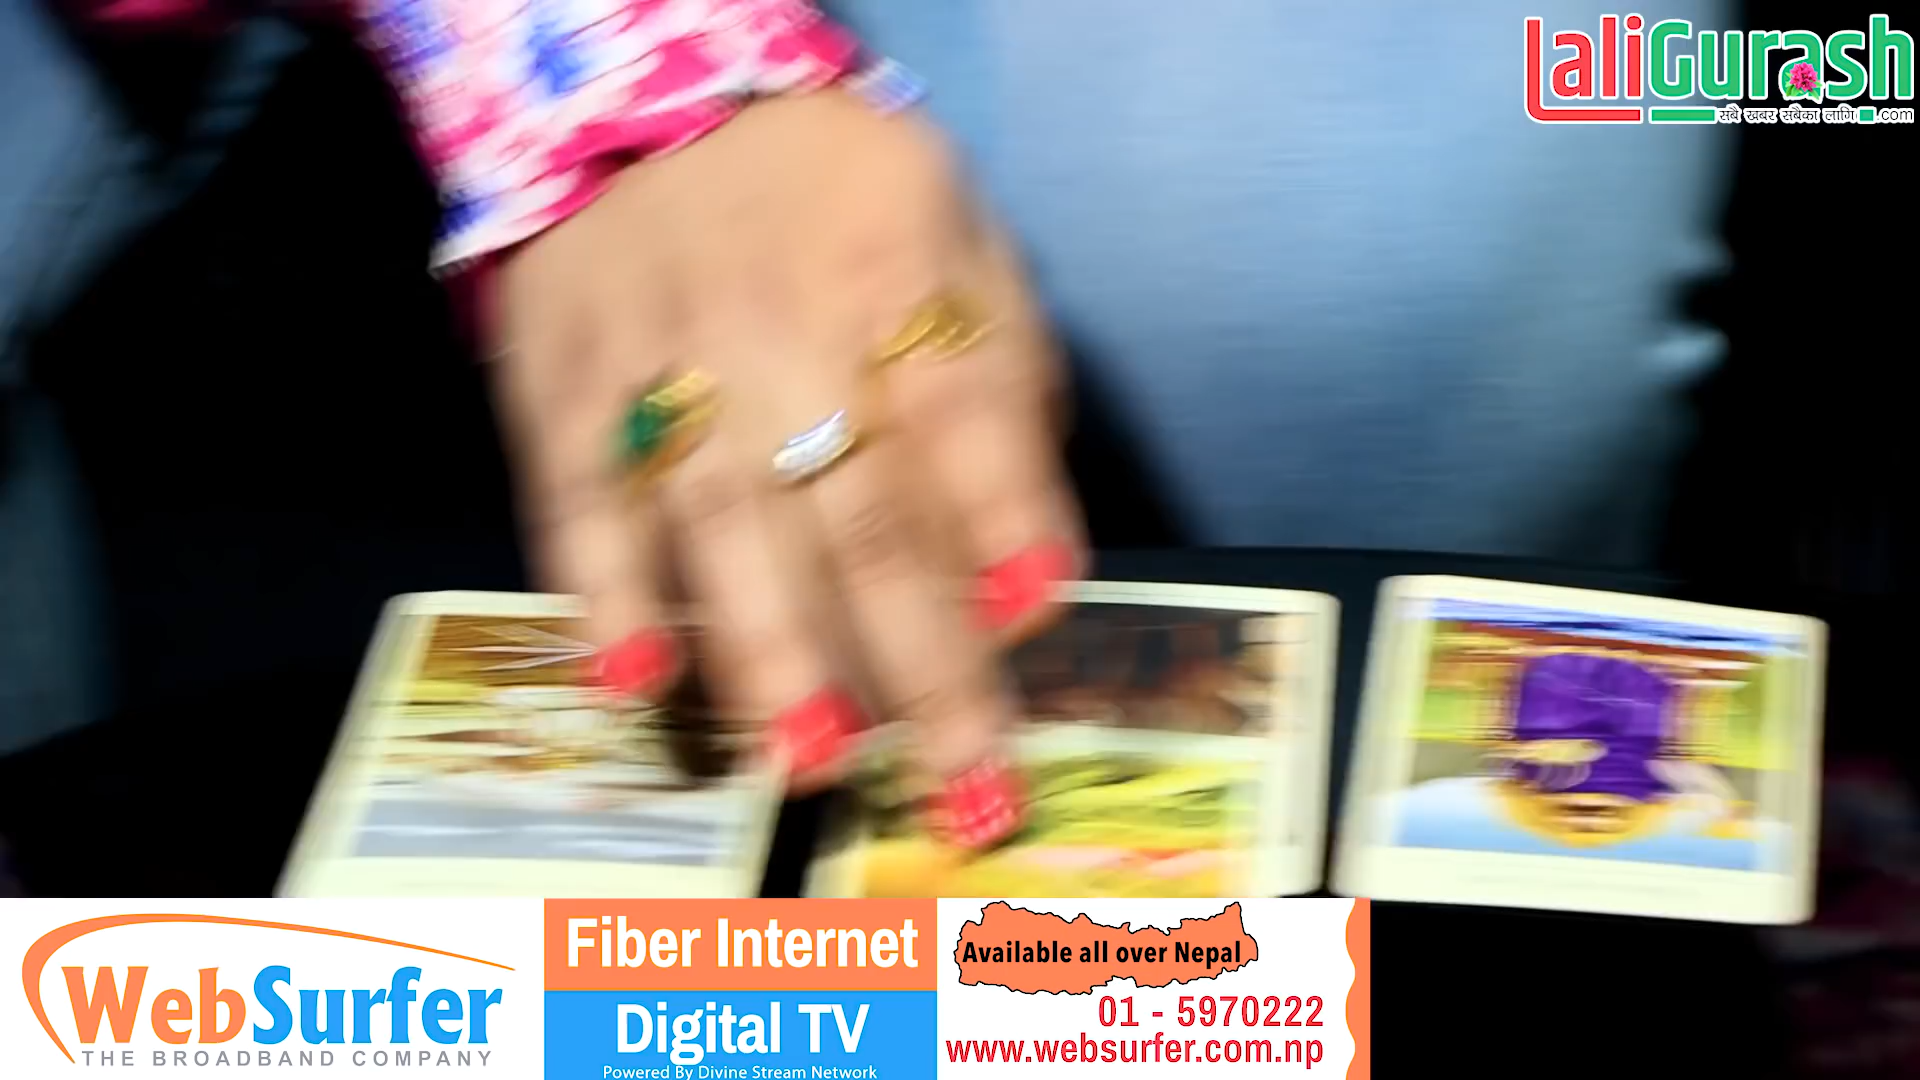 LaliGurash
सबै खबर सबैका लागि .com
WebSurfer
THE BROADBAND COMPANY
Fiber Internet
Digital TV
Powered By Divine Stream Network
Available all over Nepal
01 - 5970222
www.websurfer.com.np